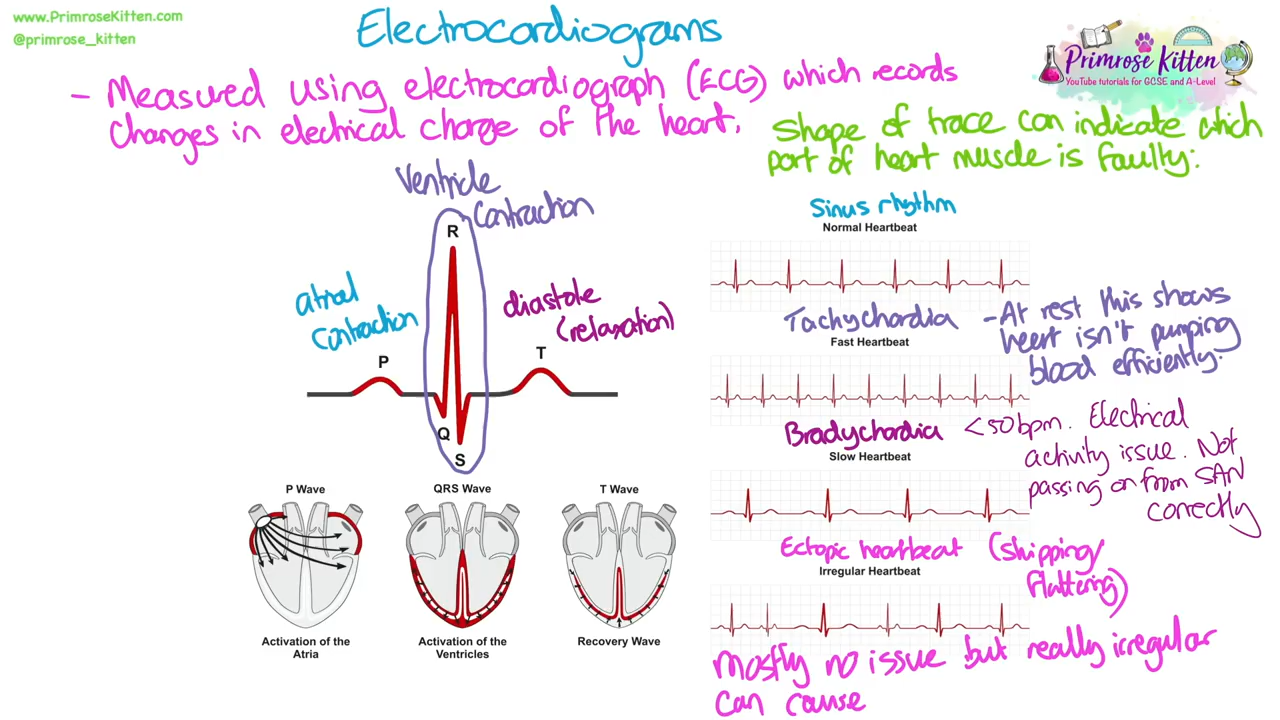 www.PrimroseKitten.com
@primrose_kitten
Electrocardiograms
Primrose Kitten
YouTube tutorials for GCSE and A-Level
- Measured using electrocardiograph (ECG) which records
changes in electrical charge of the heart.
Shape of trace can indicate which
part of heart muscle is faulty:
Ventricle
contraction
R
atrial
contraction
diastole
(relaxation)
P
T
Q
S
P Wave
QRS Wave
T Wave
Activation of the
Atria
Activation of the
Ventricles
Recovery Wave
Sinus rhythm
Normal Heartbeat
Tachychardia
Fast Heartbeat
- At rest this shows
heart isn't pumping
blood efficiently.
Bradychardia
Slow Heartbeat
<50bpm. Electrical
activity issue. Not
passing on from SAN
correctly
Ectopic heartbeat (skipping/
fluttering)
Irregular Heartbeat
Mostly no issue but really irregular
can cause